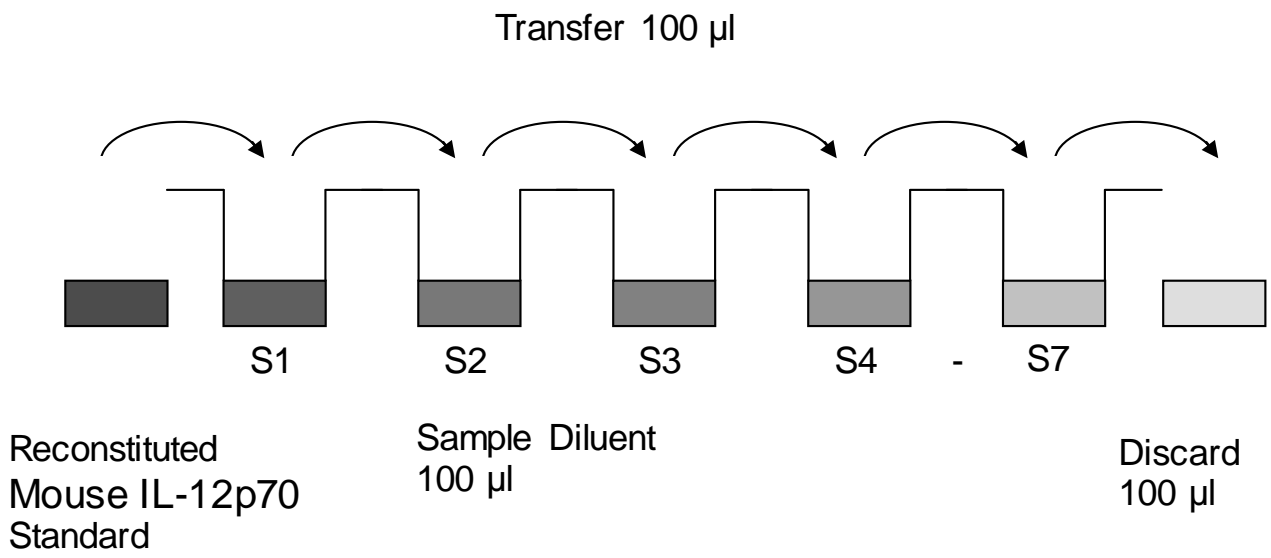 Transfer 100 µl
S1 S2 S3 S4 - S7
Reconstituted
Mouse IL-12p70
Standard
Sample Diluent
100 µl
Discard
100 µl